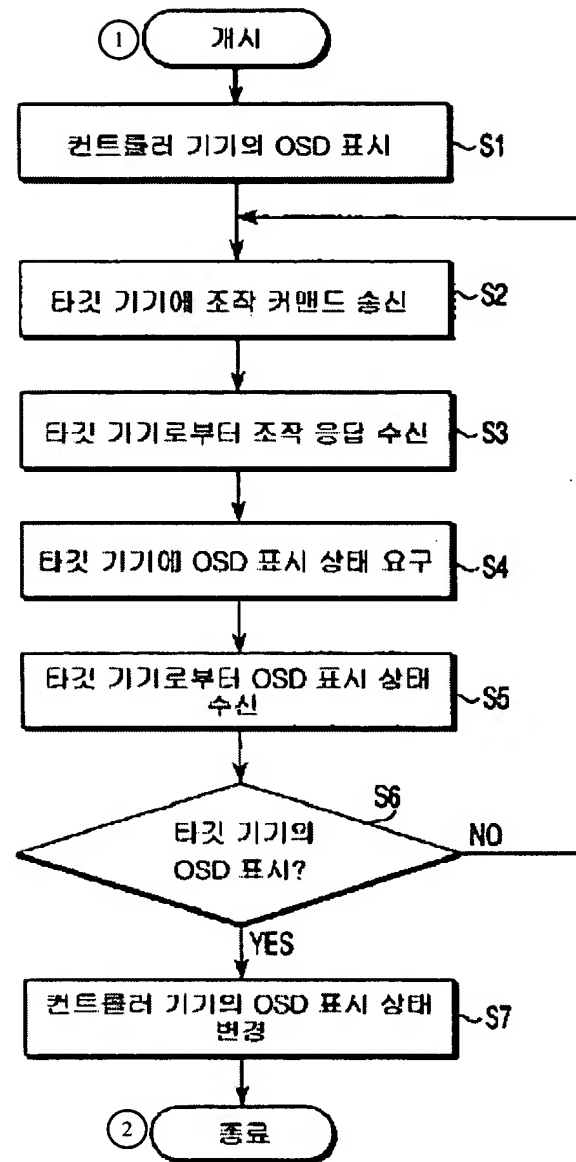 ① 개시
컨트롤러 기기의 OSD 표시 S1
타깃 기기에 조작 커맨드 송신 S2
타깃 기기로부터 조작 응답 수신 S3
타깃 기기에 OSD 표시 상태 요구 S4
타깃 기기로부터 OSD 표시 상태
수신
S5
S6
타깃 기기의
OSD 표시?
NO
YES
컨트롤러 기기의 OSD 표시 상태
변경
S7
② 종료